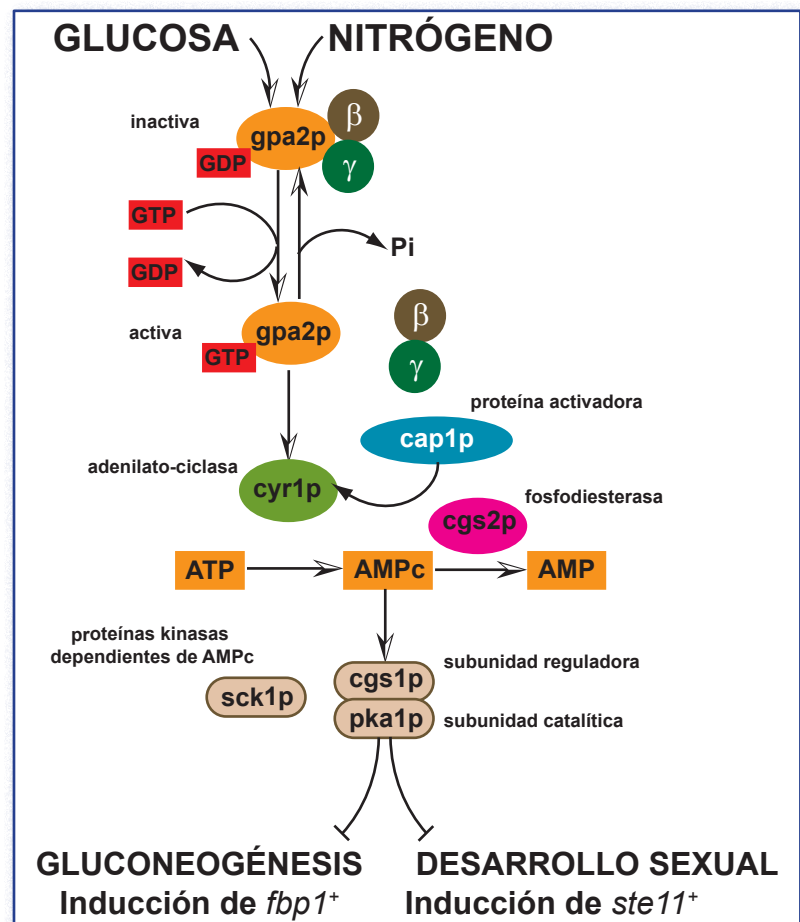 GLUCOSA NITRÓGENO
inactiva
gpa2p
β
γ
GDP
GTP
GDP
Pi
activa
gpa2p
GTP
β
γ
proteína activadora
cap1p
adenilato-ciclasa
cyr1p
fosfodiesterasa
cgs2p
ATP AMPc AMP
proteínas kinasas
dependientes de AMPc
sck1p
cgs1p subunidad reguladora
pka1p subunidad catalítica
GLUCONEOGÉNESIS DESARROLLO SEXUAL
Inducción de fbp1⁺ Inducción de ste11⁺